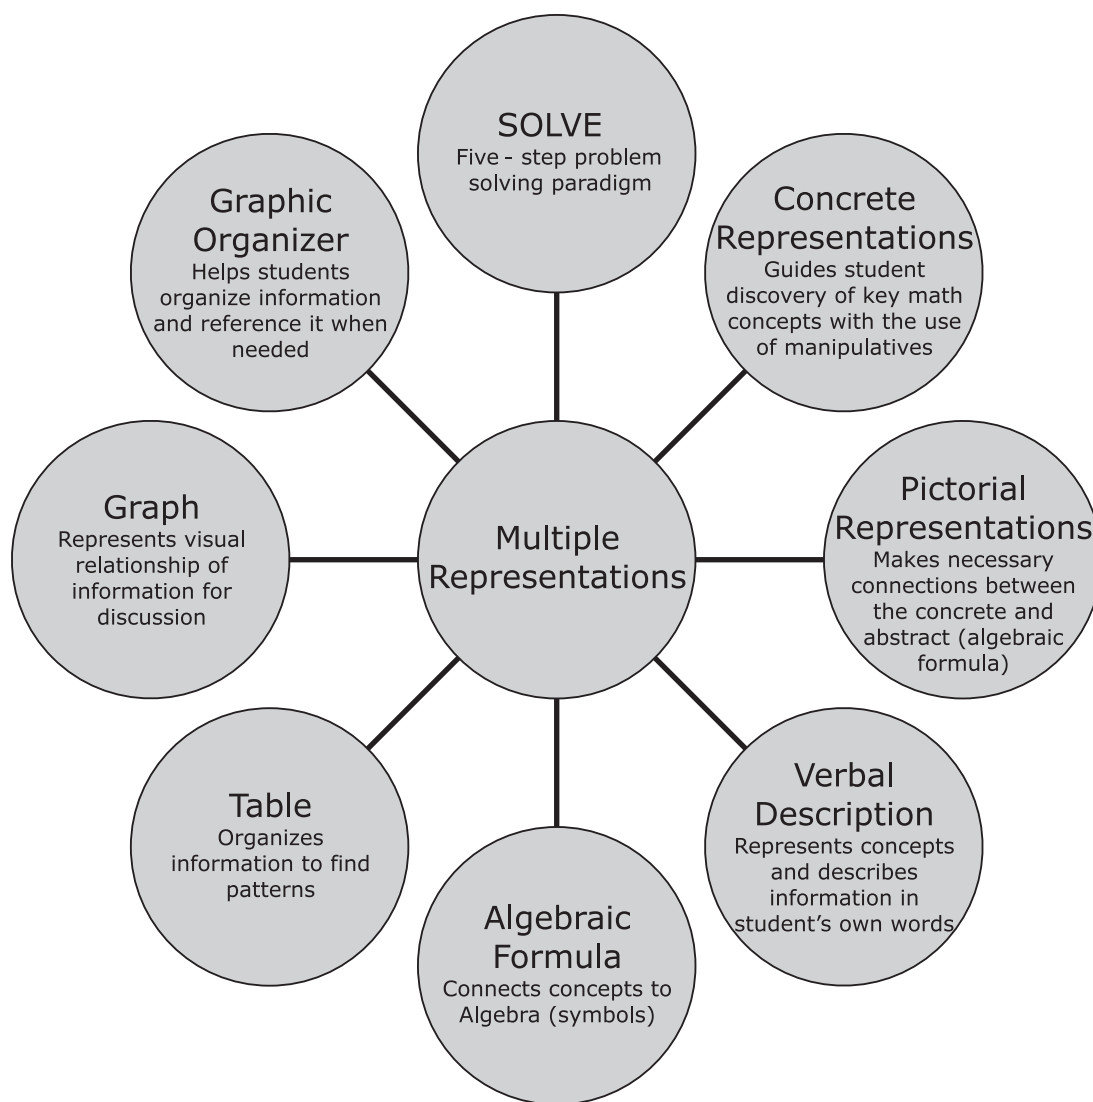 SOLVE
Five - step problem
solving paradigm
Concrete
Representations
Guides student
discovery of key math
concepts with the use
of manipulatives
Pictorial
Representations
Makes necessary
connections between
the concrete and
abstract (algebraic
formula)
Verbal
Description
Represents concepts
and describes
information in
student’s own words
Algebraic
Formula
Connects concepts to
Algebra (symbols)
Table
Organizes
information to find
patterns
Graph
Represents visual
relationship of
information for
discussion
Graphic
Organizer
Helps students
organize information
and reference it when
needed
Multiple
Representations